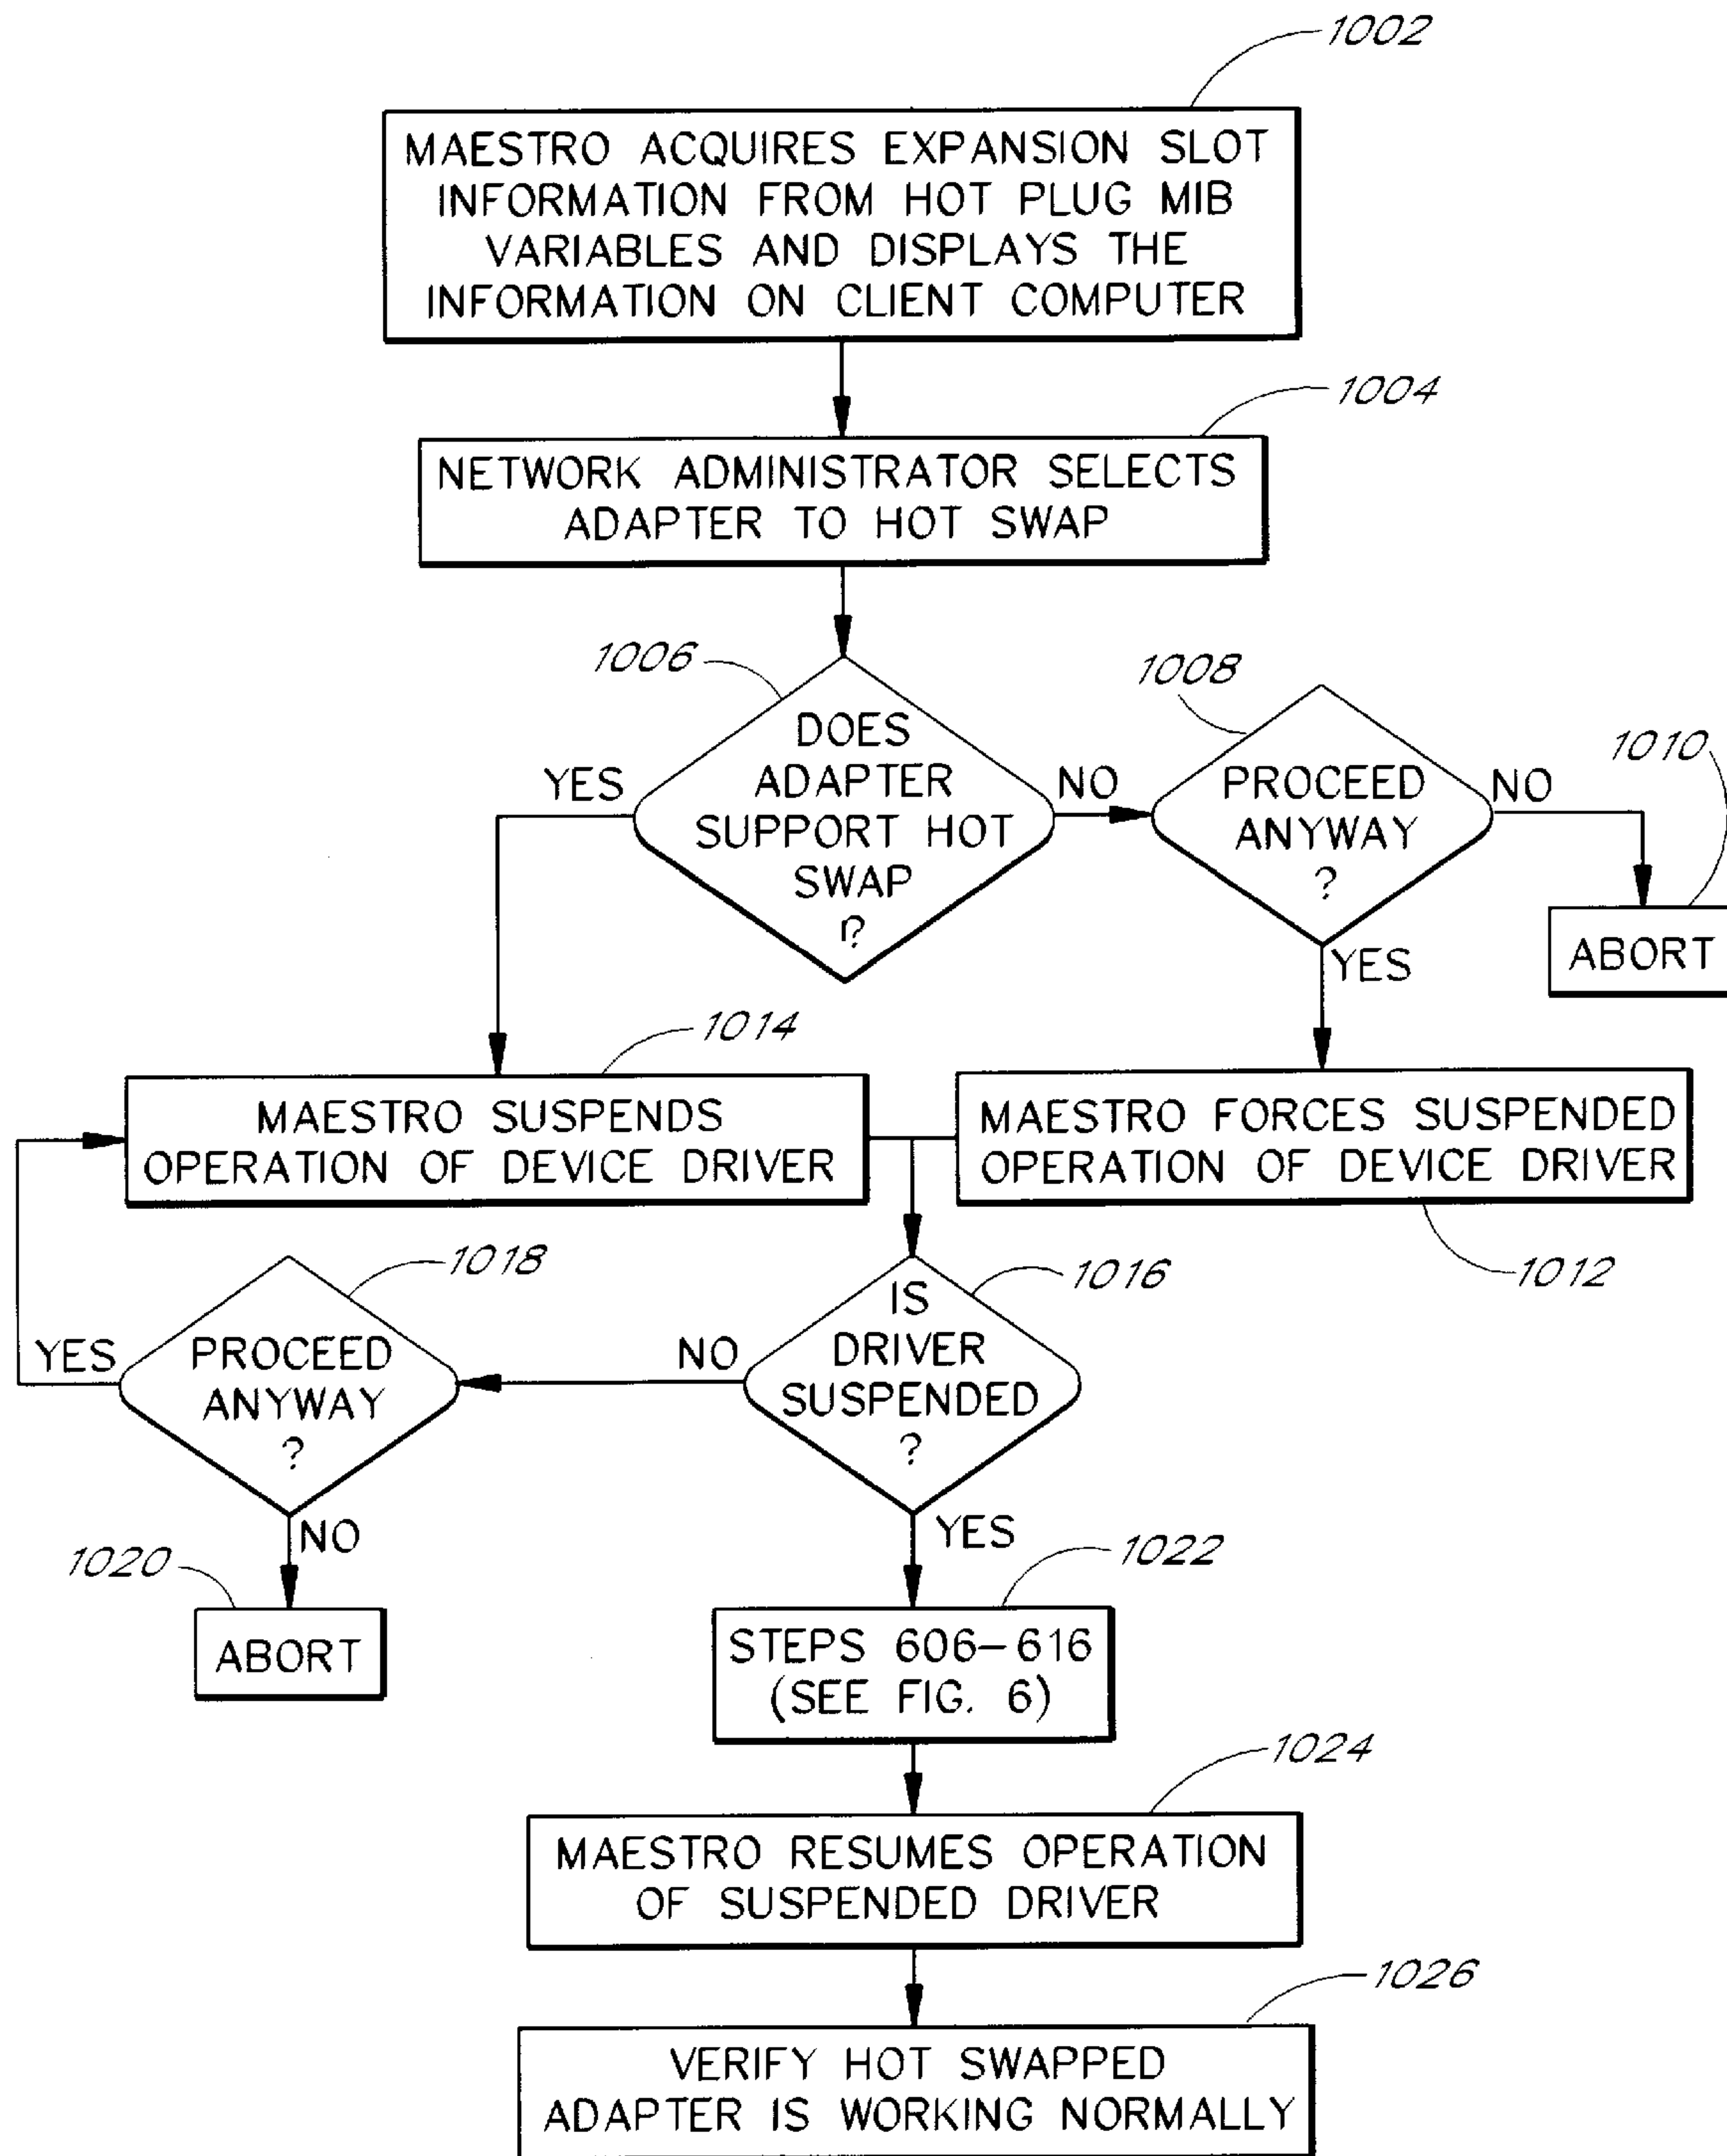 1002
MAESTRO ACQUIRES EXPANSION SLOT
INFORMATION FROM HOT PLUG MIB
VARIABLES AND DISPLAYS THE
INFORMATION ON CLIENT COMPUTER
1004
NETWORK ADMINISTRATOR SELECTS
ADAPTER TO HOT SWAP
1006
DOES
ADAPTER
SUPPORT HOT
SWAP
?
YES
NO
1008
PROCEED
ANYWAY
?
NO
1010
ABORT
YES
1014
MAESTRO SUSPENDS
OPERATION OF DEVICE DRIVER
MAESTRO FORCES SUSPENDED
OPERATION OF DEVICE DRIVER
1012
1018
PROCEED
ANYWAY
?
YES
NO
1016
IS
DRIVER
SUSPENDED
?
NO
YES
1020
ABORT
1022
STEPS 606-616
(SEE FIG. 6)
1024
MAESTRO RESUMES OPERATION
OF SUSPENDED DRIVER
1026
VERIFY HOT SWAPPED
ADAPTER IS WORKING NORMALLY